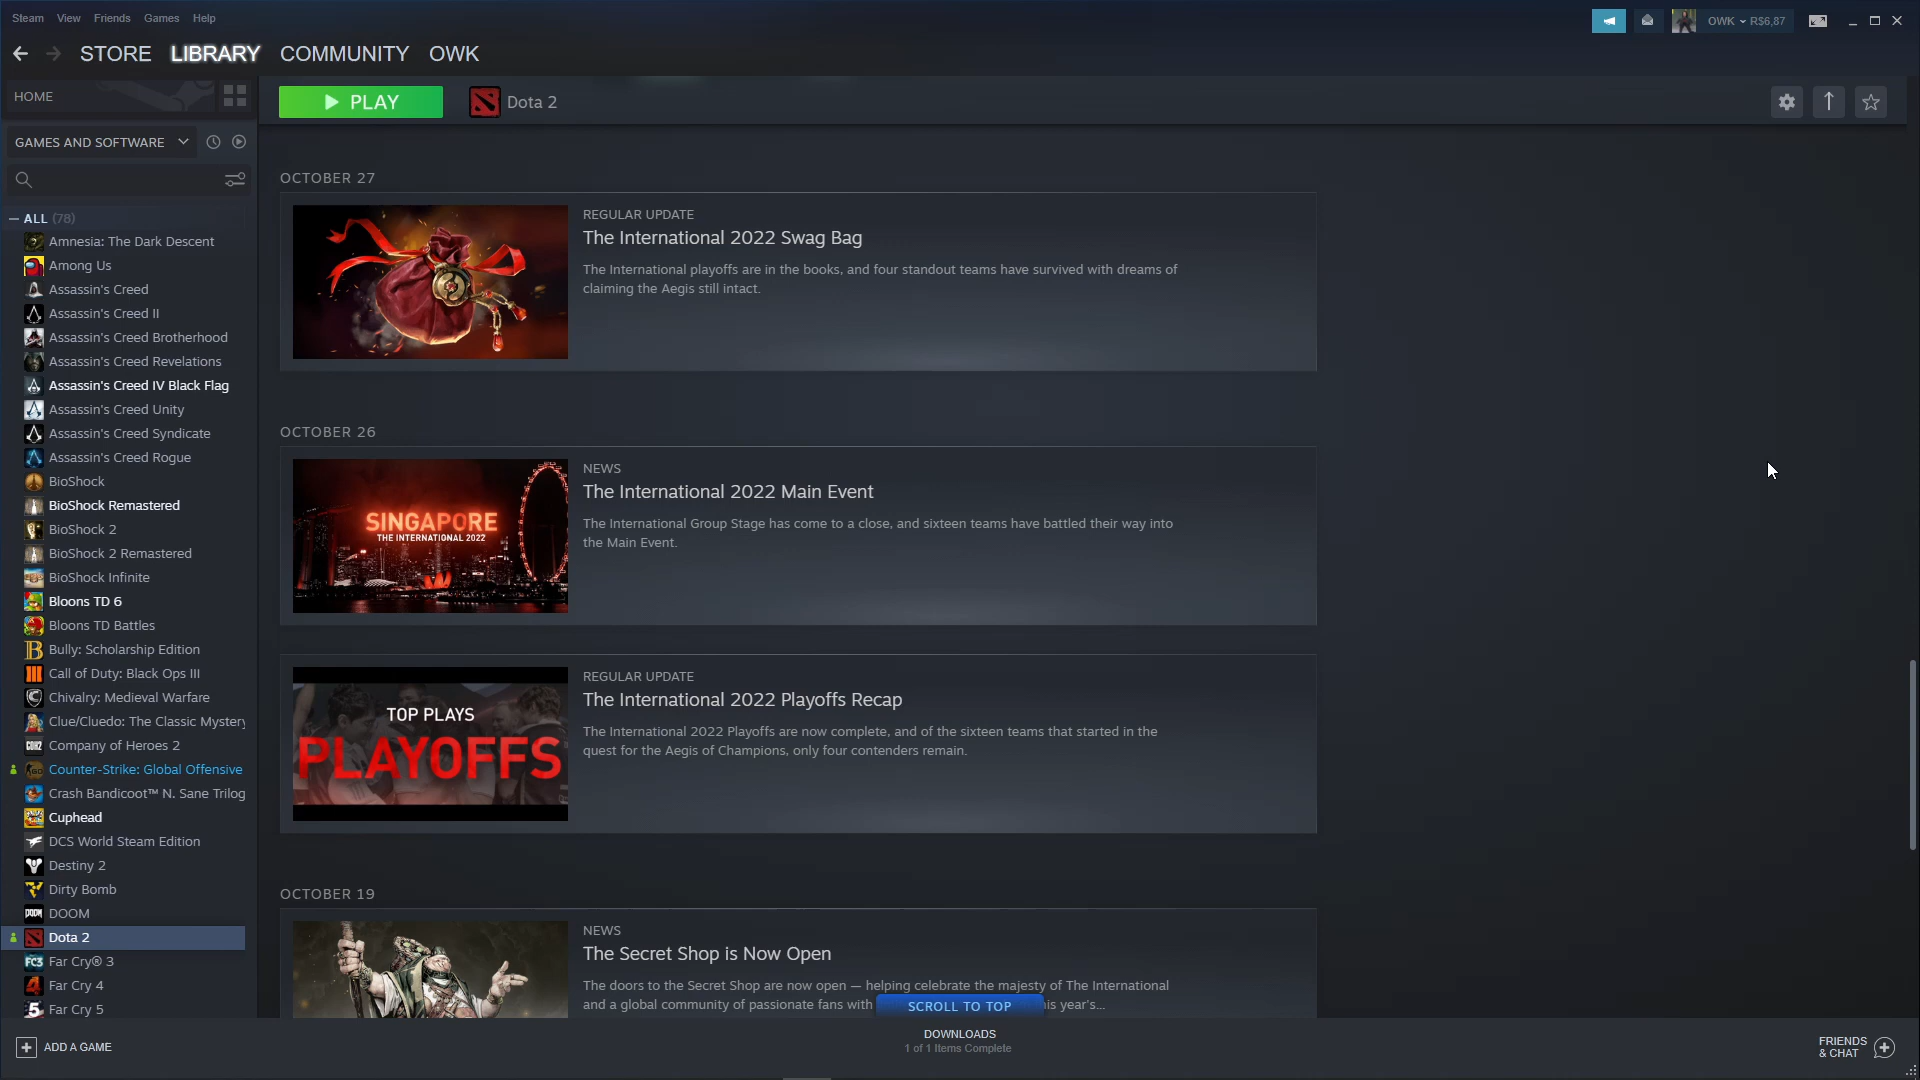 Steam View Friends Games Help
OWK R$6,87
STORE LIBRARY COMMUNITY OWK
HOME
PLAY
Dota 2
GAMES AND SOFTWARE
ALL (78)
Amnesia: The Dark Descent
Among Us
Assassin's Creed
Assassin's Creed II
Assassin's Creed Brotherhood
Assassin's Creed Revelations
Assassin's Creed IV Black Flag
Assassin's Creed Unity
Assassin's Creed Syndicate
Assassin's Creed Rogue
BioShock
BioShock Remastered
BioShock 2
BioShock 2 Remastered
BioShock Infinite
Bloons TD 6
Bloons TD Battles
Bully: Scholarship Edition
Call of Duty: Black Ops III
Chivalry: Medieval Warfare
Clue/Cluedo: The Classic Mystery
Company of Heroes 2
Counter-Strike: Global Offensive
Crash Bandicoot™ N. Sane Trilog
Cuphead
DCS World Steam Edition
Destiny 2
Dirty Bomb
DOOM
Dota 2
Far Cry® 3
Far Cry 4
Far Cry 5
OCTOBER 27
REGULAR UPDATE
The International 2022 Swag Bag
The International playoffs are in the books, and four standout teams have survived with dreams of
claiming the Aegis still intact.
OCTOBER 26
SINGAPORE
THE INTERNATIONAL 2022
NEWS
The International 2022 Main Event
The International Group Stage has come to a close, and sixteen teams have battled their way into
the Main Event.
TOP PLAYS
PLAYOFFS
REGULAR UPDATE
The International 2022 Playoffs Recap
The International 2022 Playoffs are now complete, and of the sixteen teams that started in the
quest for the Aegis of Champions, only four contenders remain.
OCTOBER 19
NEWS
The Secret Shop is Now Open
The doors to the Secret Shop are now open — helping celebrate the majesty of The International
and a global community of passionate fans with his year's...
SCROLL TO TOP
ADD A GAME
DOWNLOADS
1 of 1 Items Complete
FRIENDS
& CHAT